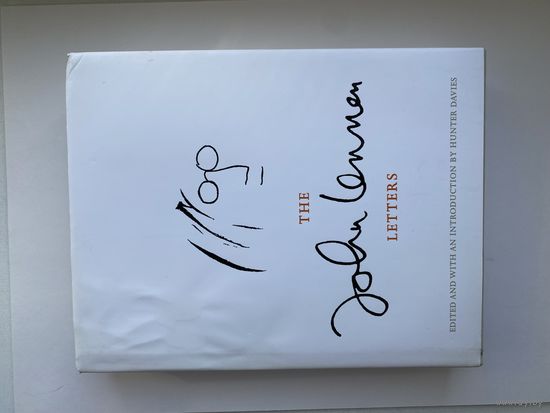 THE
John Lennon
LETTERS
EDITED AND WITH AN INTRODUCTION BY HUNTER DAVIES